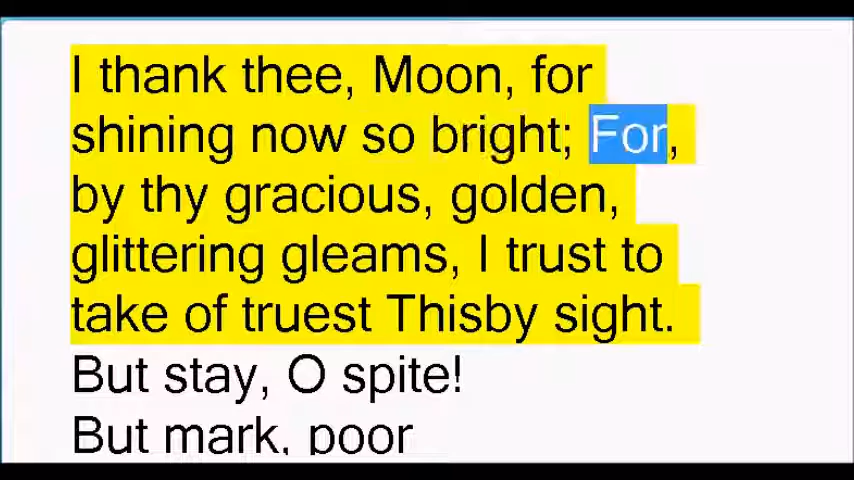 I thank thee, Moon, for
shining now so bright; For,
by thy gracious, golden,
glittering gleams, I trust to
take of truest Thisby sight.
But stay, O spite!
But mark, poor